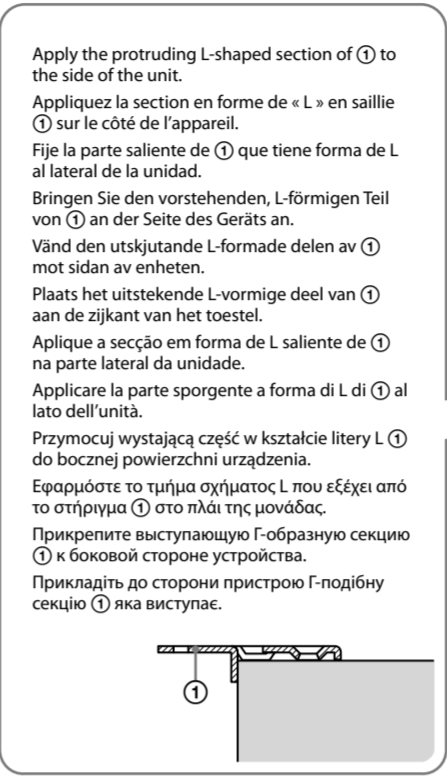 Apply the protruding L-shaped section of ① to
the side of the unit.
Appliquez la section en forme de « L » en saillie
① sur le côté de l'appareil.
Fije la parte saliente de ① que tiene forma de L
al lateral de la unidad.
Bringen Sie den vorstehenden, L-förmigen Teil
von ① an der Seite des Geräts an.
Vänd den utskjutande L-formade delen av ①
mot sidan av enheten.
Plaats het uitstekende L-vormige deel van ①
aan de zijkant van het toestel.
Aplique a secção em forma de L saliente de ①
na parte lateral da unidade.
Applicare la parte sporgente a forma di L di ① al
lato dell'unità.
Przymocuj wystającą część w kształcie litery L ①
do bocznej powierzchni urządzenia.
Εφαρμόστε το τμήμα σχήματος L που εξέχει από
το στήριγμα ① στο πλάι της μονάδας.
Прикрепите выступающую Г-образную секцию
① к боковой стороне устройства.
Прикладіть до сторони пристрою Г-подібну
секцію ① яка виступає.
①